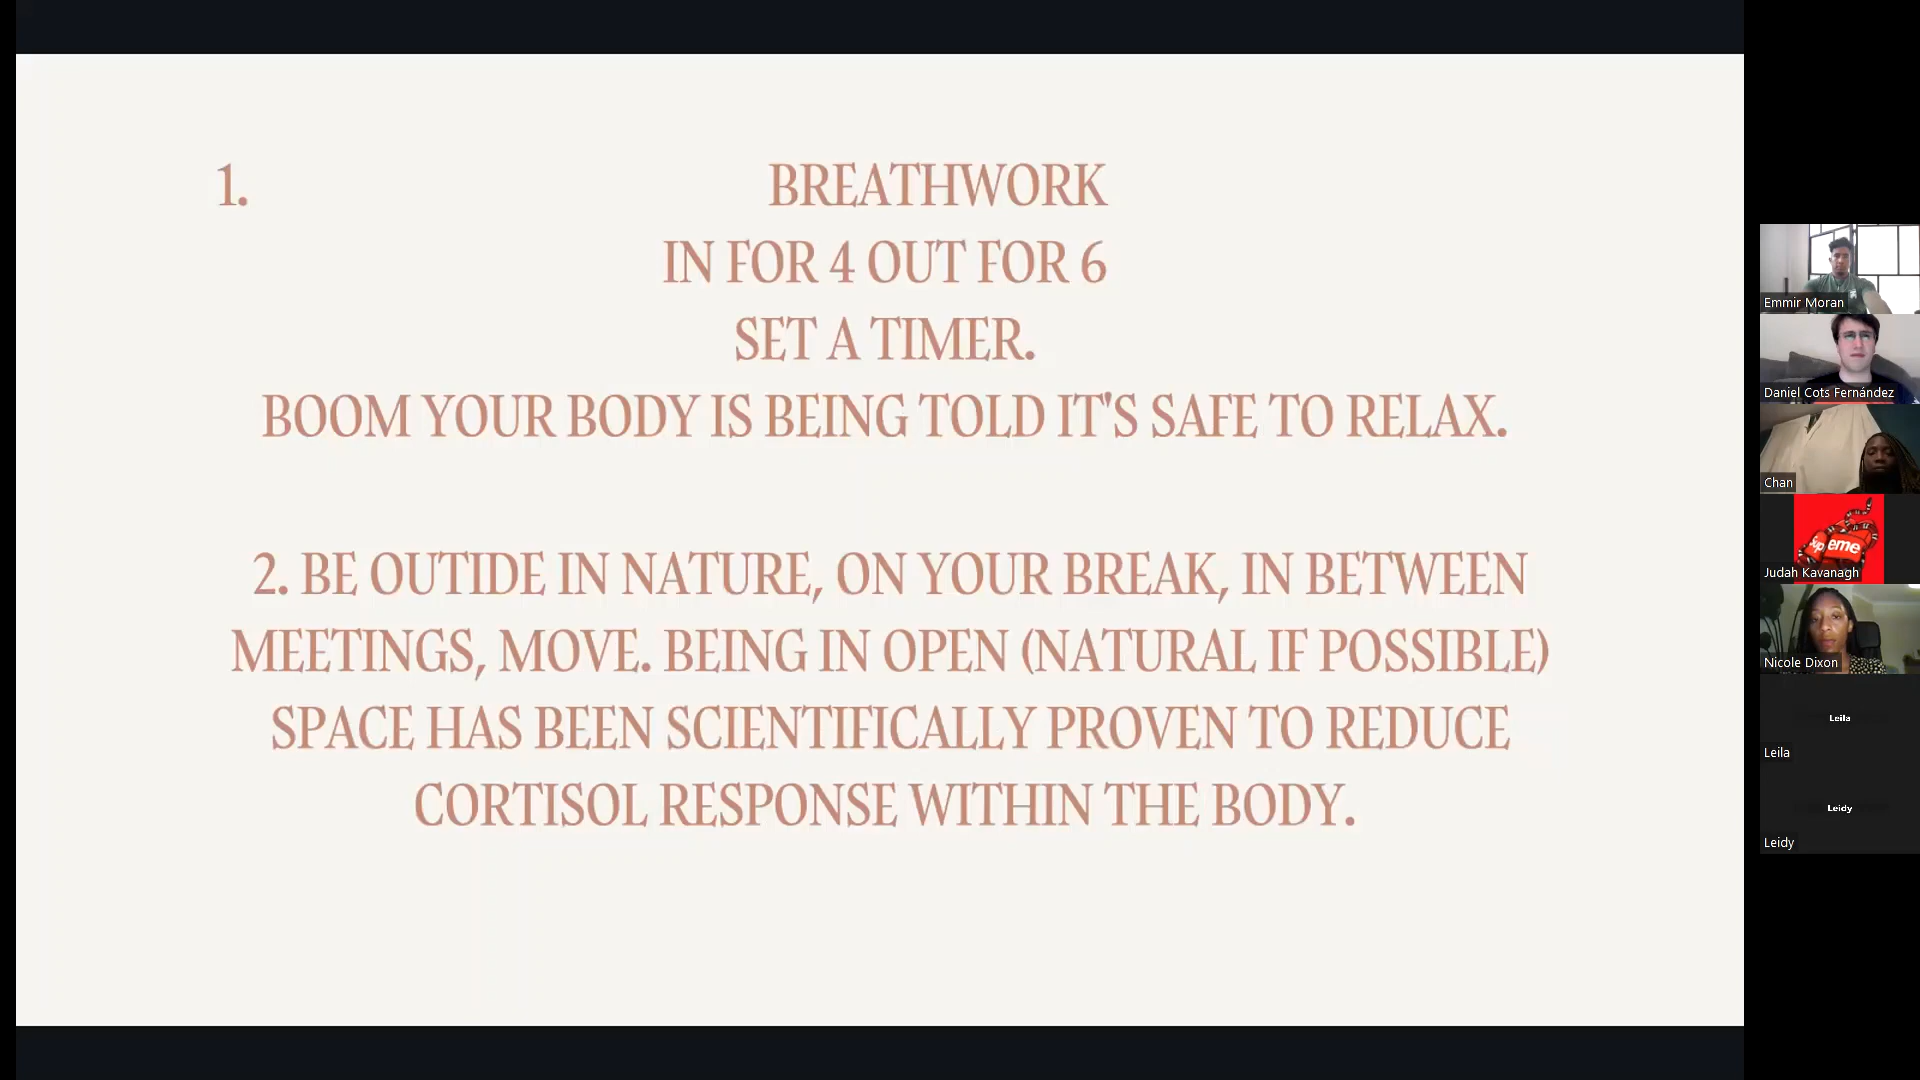 1. BREATHWORK
IN FOR 4 OUT FOR 6
SET A TIMER.
BOOM YOUR BODY IS BEING TOLD IT'S SAFE TO RELAX.
2. BE OUTIDE IN NATURE, ON YOUR BREAK, IN BETWEEN
MEETINGS, MOVE. BEING IN OPEN (NATURAL IF POSSIBLE)
SPACE HAS BEEN SCIENTIFICALLY PROVEN TO REDUCE
CORTISOL RESPONSE WITHIN THE BODY.
Emmir Moran
Daniel Cots Fernández
Chan
Judah Kavanagh
Nicole Dixon
Leila
Leila
Leidy
Leidy